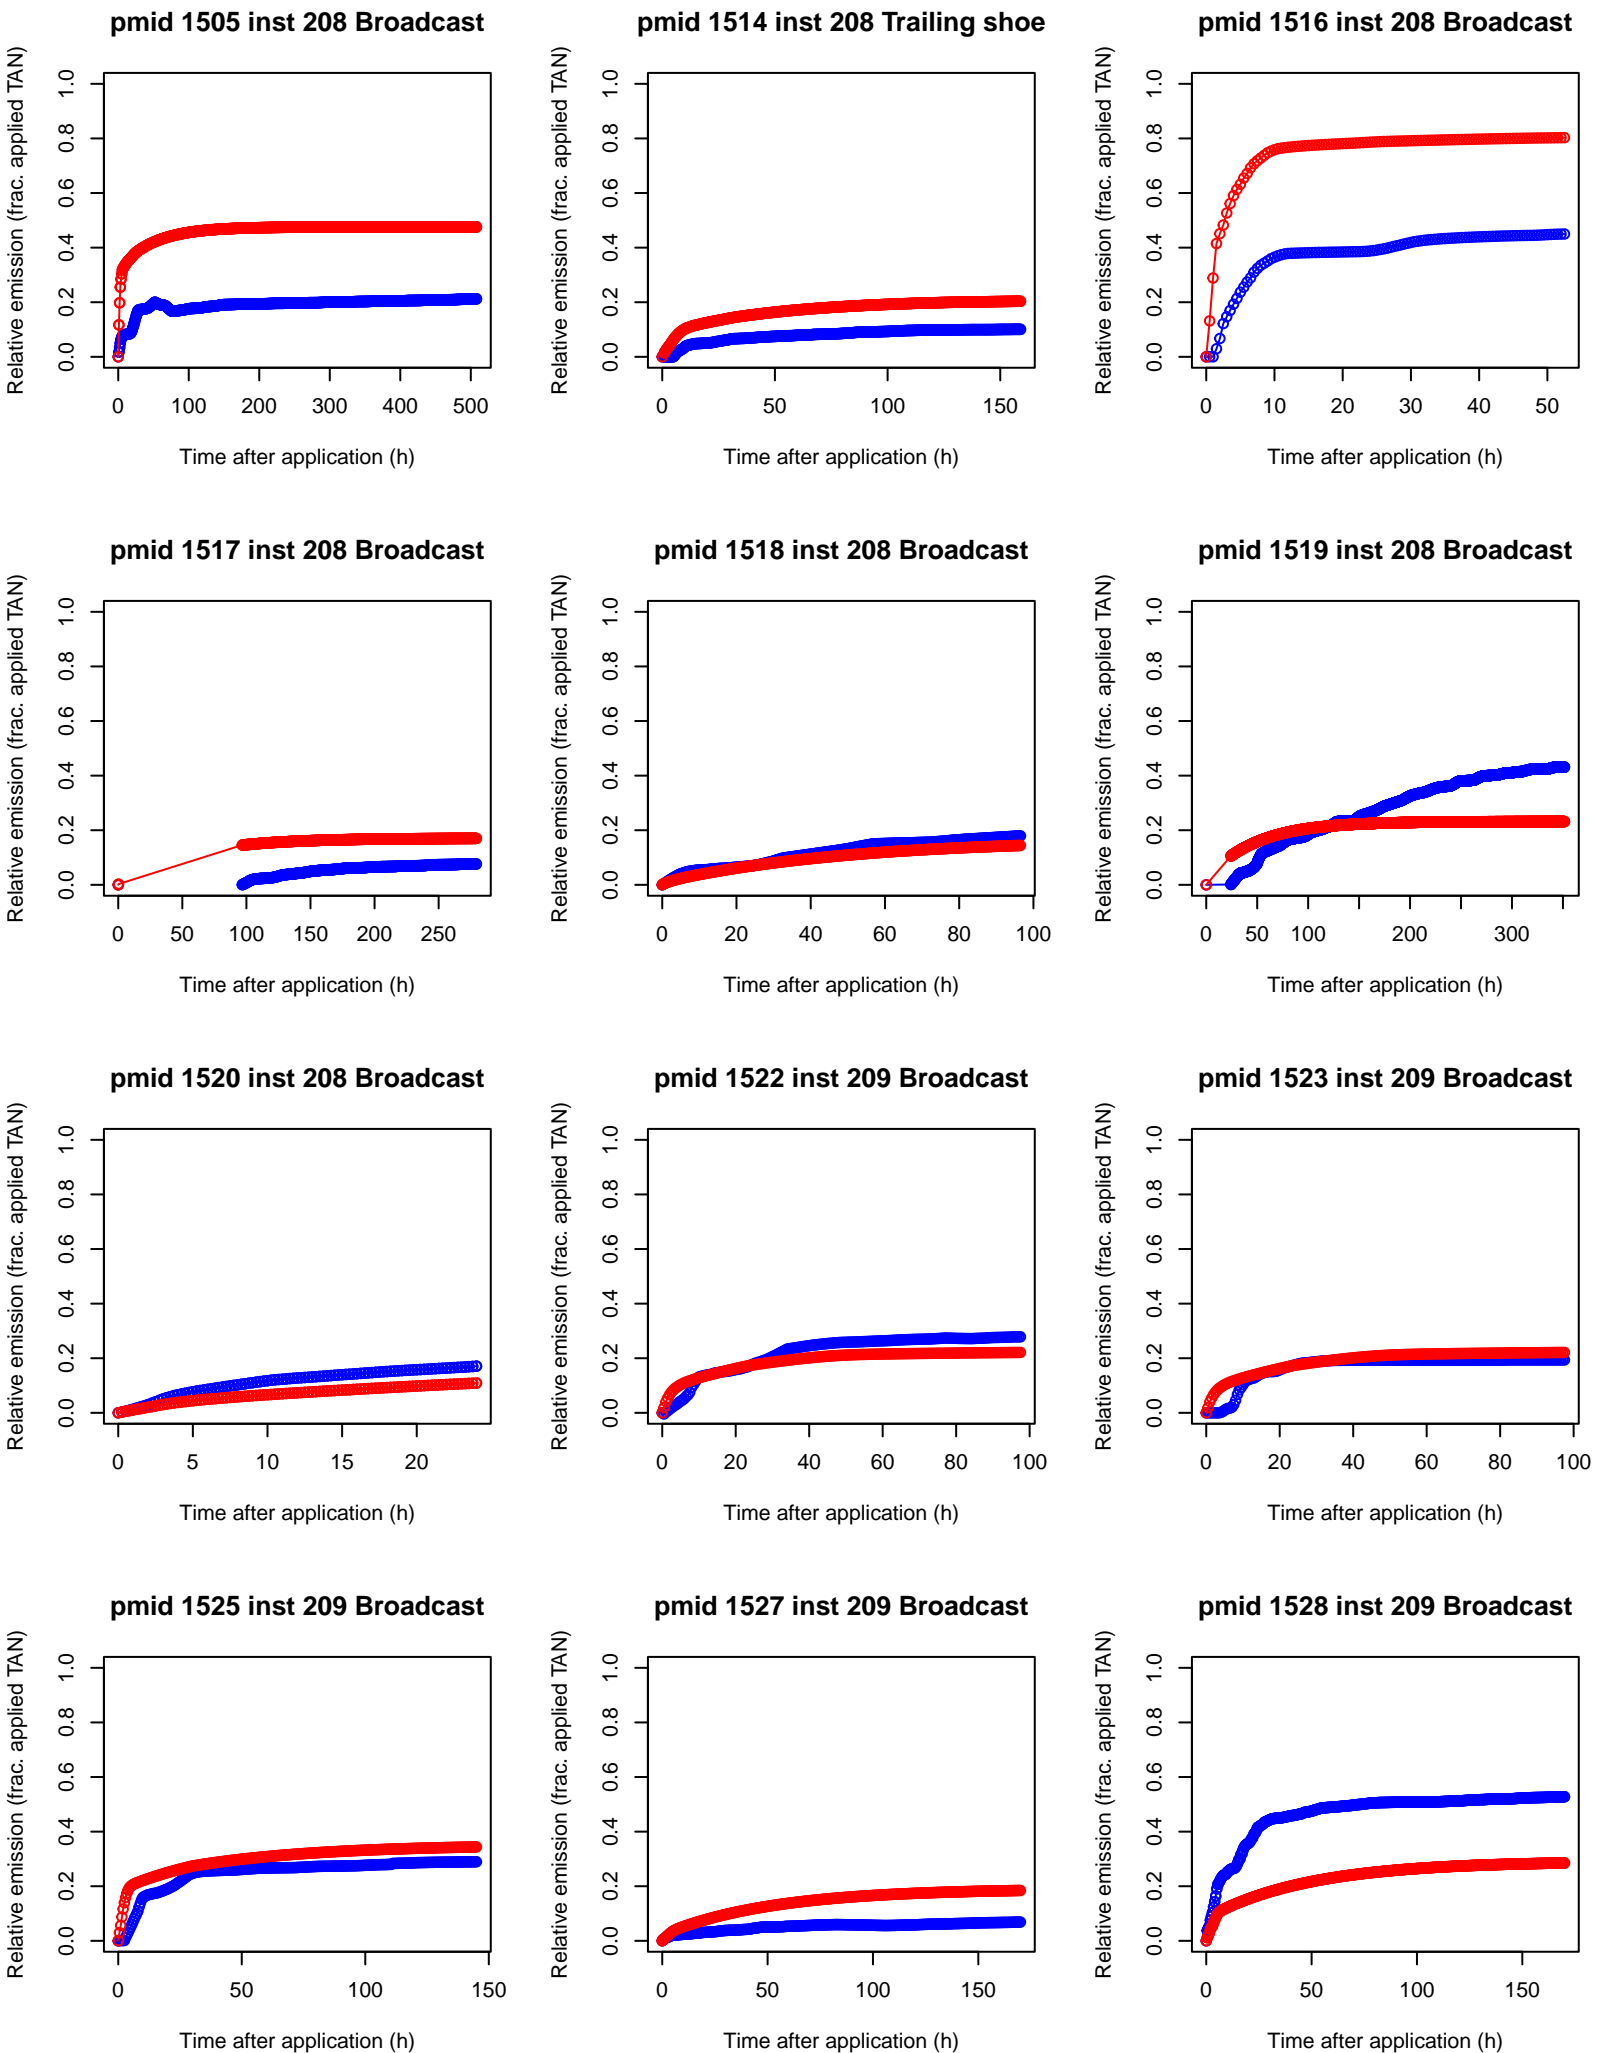 pmid 1505 inst 208 Broadcast
Relative emission (frac. applied TAN)
1.0
0.8
0.6
0.4
0.2
0.0
0 100 200 300 400 500
Time after application (h)
pmid 1514 inst 208 Trailing shoe
Relative emission (frac. applied TAN)
1.0
0.8
0.6
0.4
0.2
0.0
0 50 100 150
Time after application (h)
pmid 1516 inst 208 Broadcast
Relative emission (frac. applied TAN)
1.0
0.8
0.6
0.4
0.2
0.0
0 10 20 30 40 50
Time after application (h)
pmid 1517 inst 208 Broadcast
Relative emission (frac. applied TAN)
1.0
0.8
0.6
0.4
0.2
0.0
0 50 100 150 200 250
Time after application (h)
pmid 1518 inst 208 Broadcast
Relative emission (frac. applied TAN)
1.0
0.8
0.6
0.4
0.2
0.0
0 20 40 60 80 100
Time after application (h)
pmid 1519 inst 208 Broadcast
Relative emission (frac. applied TAN)
1.0
0.8
0.6
0.4
0.2
0.0
0 50 100 200 300
Time after application (h)
pmid 1520 inst 208 Broadcast
Relative emission (frac. applied TAN)
1.0
0.8
0.6
0.4
0.2
0.0
0 5 10 15 20
Time after application (h)
pmid 1522 inst 209 Broadcast
Relative emission (frac. applied TAN)
1.0
0.8
0.6
0.4
0.2
0.0
0 20 40 60 80 100
Time after application (h)
pmid 1523 inst 209 Broadcast
Relative emission (frac. applied TAN)
1.0
0.8
0.6
0.4
0.2
0.0
0 20 40 60 80 100
Time after application (h)
pmid 1525 inst 209 Broadcast
Relative emission (frac. applied TAN)
1.0
0.8
0.6
0.4
0.2
0.0
0 50 100 150
Time after application (h)
pmid 1527 inst 209 Broadcast
Relative emission (frac. applied TAN)
1.0
0.8
0.6
0.4
0.2
0.0
0 50 100 150
Time after application (h)
pmid 1528 inst 209 Broadcast
Relative emission (frac. applied TAN)
1.0
0.8
0.6
0.4
0.2
0.0
0 50 100 150
Time after application (h)